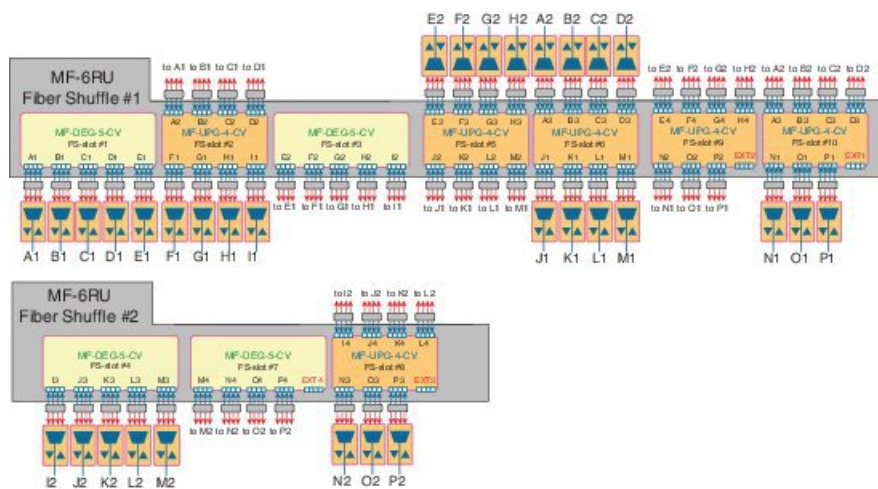 E2 F2 G2 H2 A2 B2 C2 D2
MF-6RU
Fiber Shuffle #1
to A1 to B1 to C1 to D1
to E2 to F2 to G2 to H2 to A2 to B2 to C2 to D2
A2 B2 C2 D2
E3 F3 G3 H3 A3 B3 C3 D3
E4 F4 G4 H4
MF-DEG-5-CV
FS-slot #1
MF-UPG-4-CV
FS-slot #2
MF-DEG-5-CV
FS-slot #3
MF-UPG-4-CV
FS-slot #5
MF-UPG-4-CV
FS-slot #6
MF-UPG-4-CV
FS-slot #9
MF-UPG-4-CV
FS-slot #10
A1 B1 C1 D1 E1 F1 G1 H1 I1 E2 F2 G2 H2 I2 J2 K2 L2 M2 J1 K1 L1 M1 N2 O2 P2 EXT2 N1 O1 P1 EXT1
to E1 to F1 to G1 to H1 to I1 to J1 to K1 to L1 to M1 to N1 to O1 to P1
A1 B1 C1 D1 E1 F1 G1 H1 I1 J1 K1 L1 M1 N1 O1 P1
MF-6RU
Fiber Shuffle #2
to I2 to J2 to K2 to L2
I4 J4 K4 L4
MF-DEG-5-CV
FS-slot #4
MF-DEG-5-CV
FS-slot #7
MF-UPG-4-CV
FS-slot #8
I3 J3 K3 L3 M3 M4 N4 O4 P4 EXT4 N3 O3 P3 EXT3
to M2 to N2 to O2 to P2
I2 J2 K2 L2 M2 N2 O2 P2